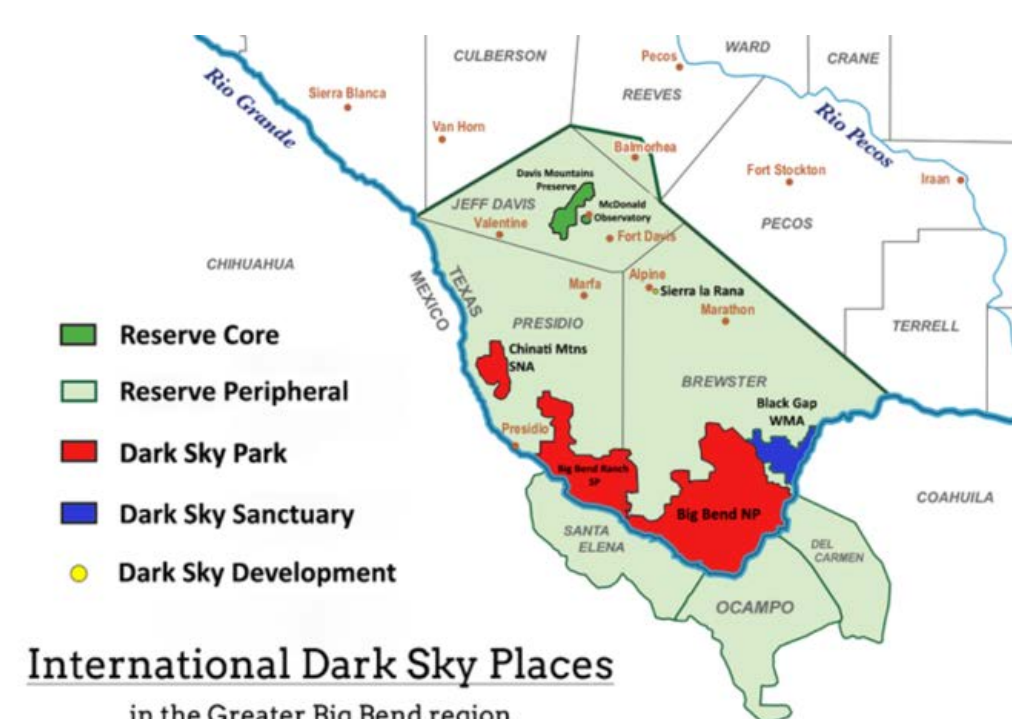 CULBERSON
Pecos
WARD
CRANE
Rio Grande
Sierra Blanca
REEVES
Van Horn
Rio Pecos
Balmorhea
Davis Mountains
Preserve
Fort Stockton
Iraan
JEFF DAVIS
McDonald
Observatory
Valentine
Fort Davis
PECOS
CHIHUAHUA
TEXAS
MEXICO
Marfa
Alpine
Sierra la Rana
Marathon
PRESIDIO
TERRELL
Reserve Core
Chinati Mtns
SNA
Reserve Peripheral
BREWSTER
Black Gap
WMA
Presidio
Dark Sky Park
Big Bend Ranch
SP
Dark Sky Sanctuary
Big Bend NP
COAHUILA
SANTA
ELENA
DEL
CARMEN
Dark Sky Development
OCAMPO
International Dark Sky Places
in the Greater Big Bend region